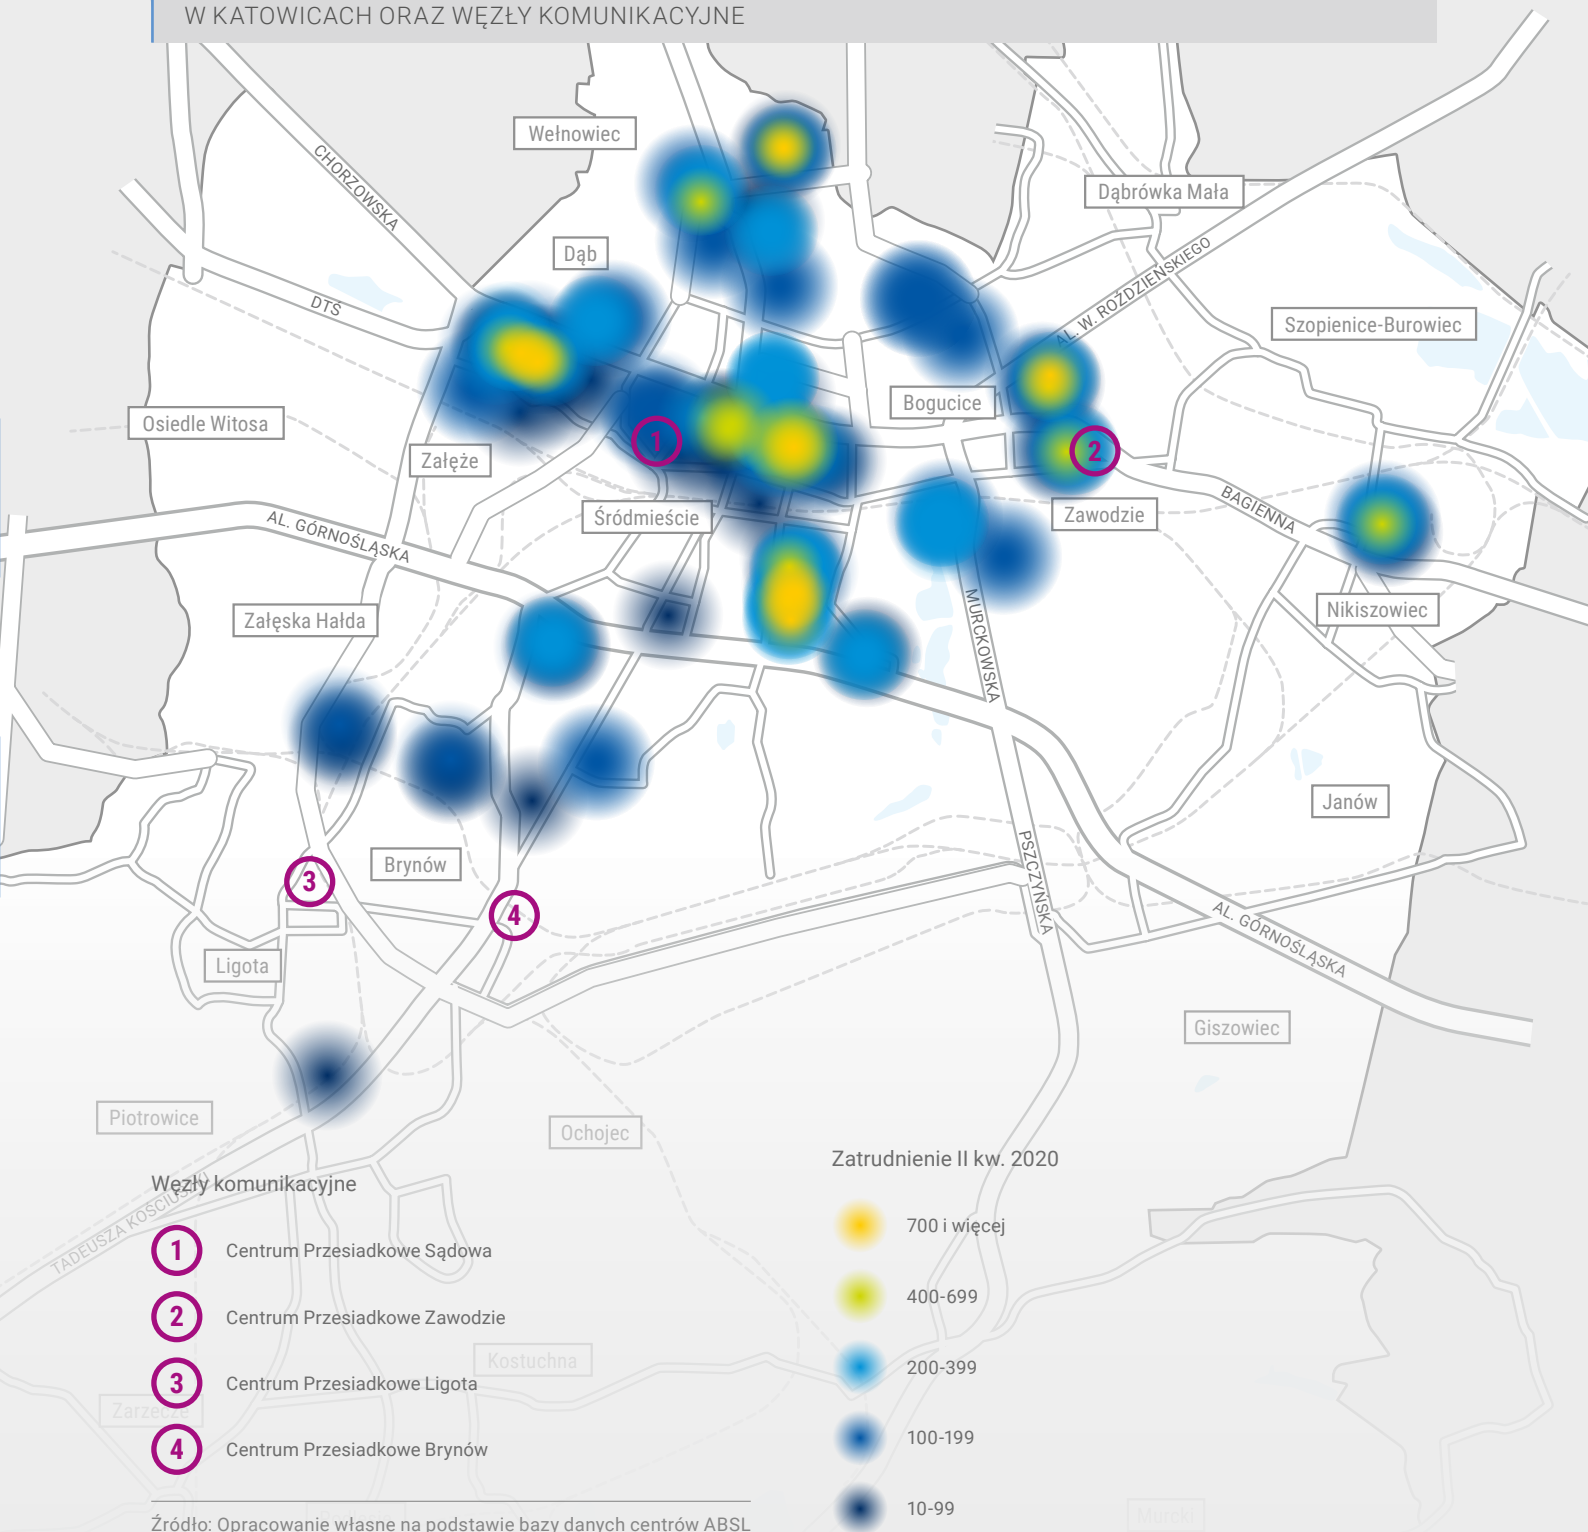 W KATOWICACH ORAZ WĘZŁY KOMUNIKACYJNE
Wełnowiec
CHORZOWSKA
Dąbrówka Mała
Dąb
AL. W. ROŹDZIEŃSKIEGO
DTŚ
Szopienice-Burowiec
Bogucice
Osiedle Witosa
1
2
Załęże
Śródmieście
Zawodzie
BAGIENNA
AL. GÓRNOŚLĄSKA
Załęska Hałda
MURCKOWSKA
Nikiszowiec
Janów
Brynów
PSZCZYŃSKA
3
4
AL. GÓRNOŚLĄSKA
Ligota
Giszowiec
Piotrowice
Ochojec
TADEUSZA KOŚCIUSZKI
Węzły komunikacyjne
1 Centrum Przesiadkowe Sądowa
2 Centrum Przesiadkowe Zawodzie
3 Centrum Przesiadkowe Ligota
4 Centrum Przesiadkowe Brynów
Kostuchna
Zarzecze
Zatrudnienie II kw. 2020
700 i więcej
400-699
200-399
100-199
10-99
Murcki
Źródło: Opracowanie własne na podstawie bazy danych centrów ABSL